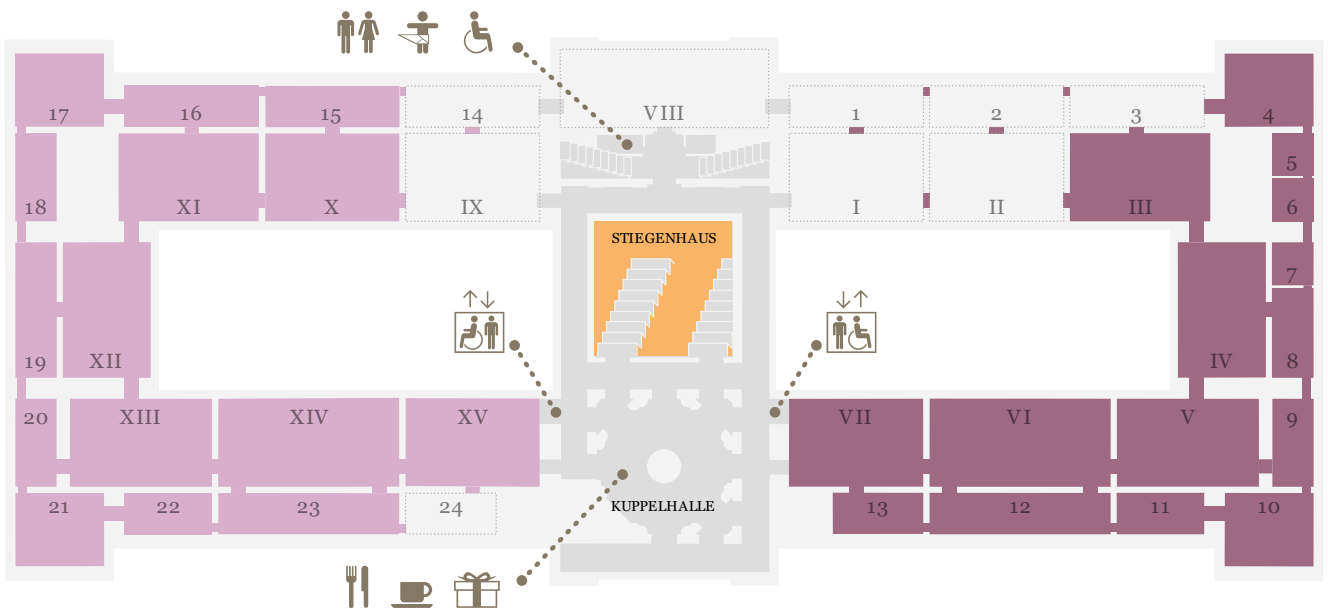 17
16
15
14
VIII
1
2
3
4
18
XI
X
IX
I
II
III
5
6
STIEGENHAUS
19
XII
IV
7
8
20
XIII
XIV
XV
VII
VI
V
9
21
22
23
24
KUPPELHALLE
13
12
11
10